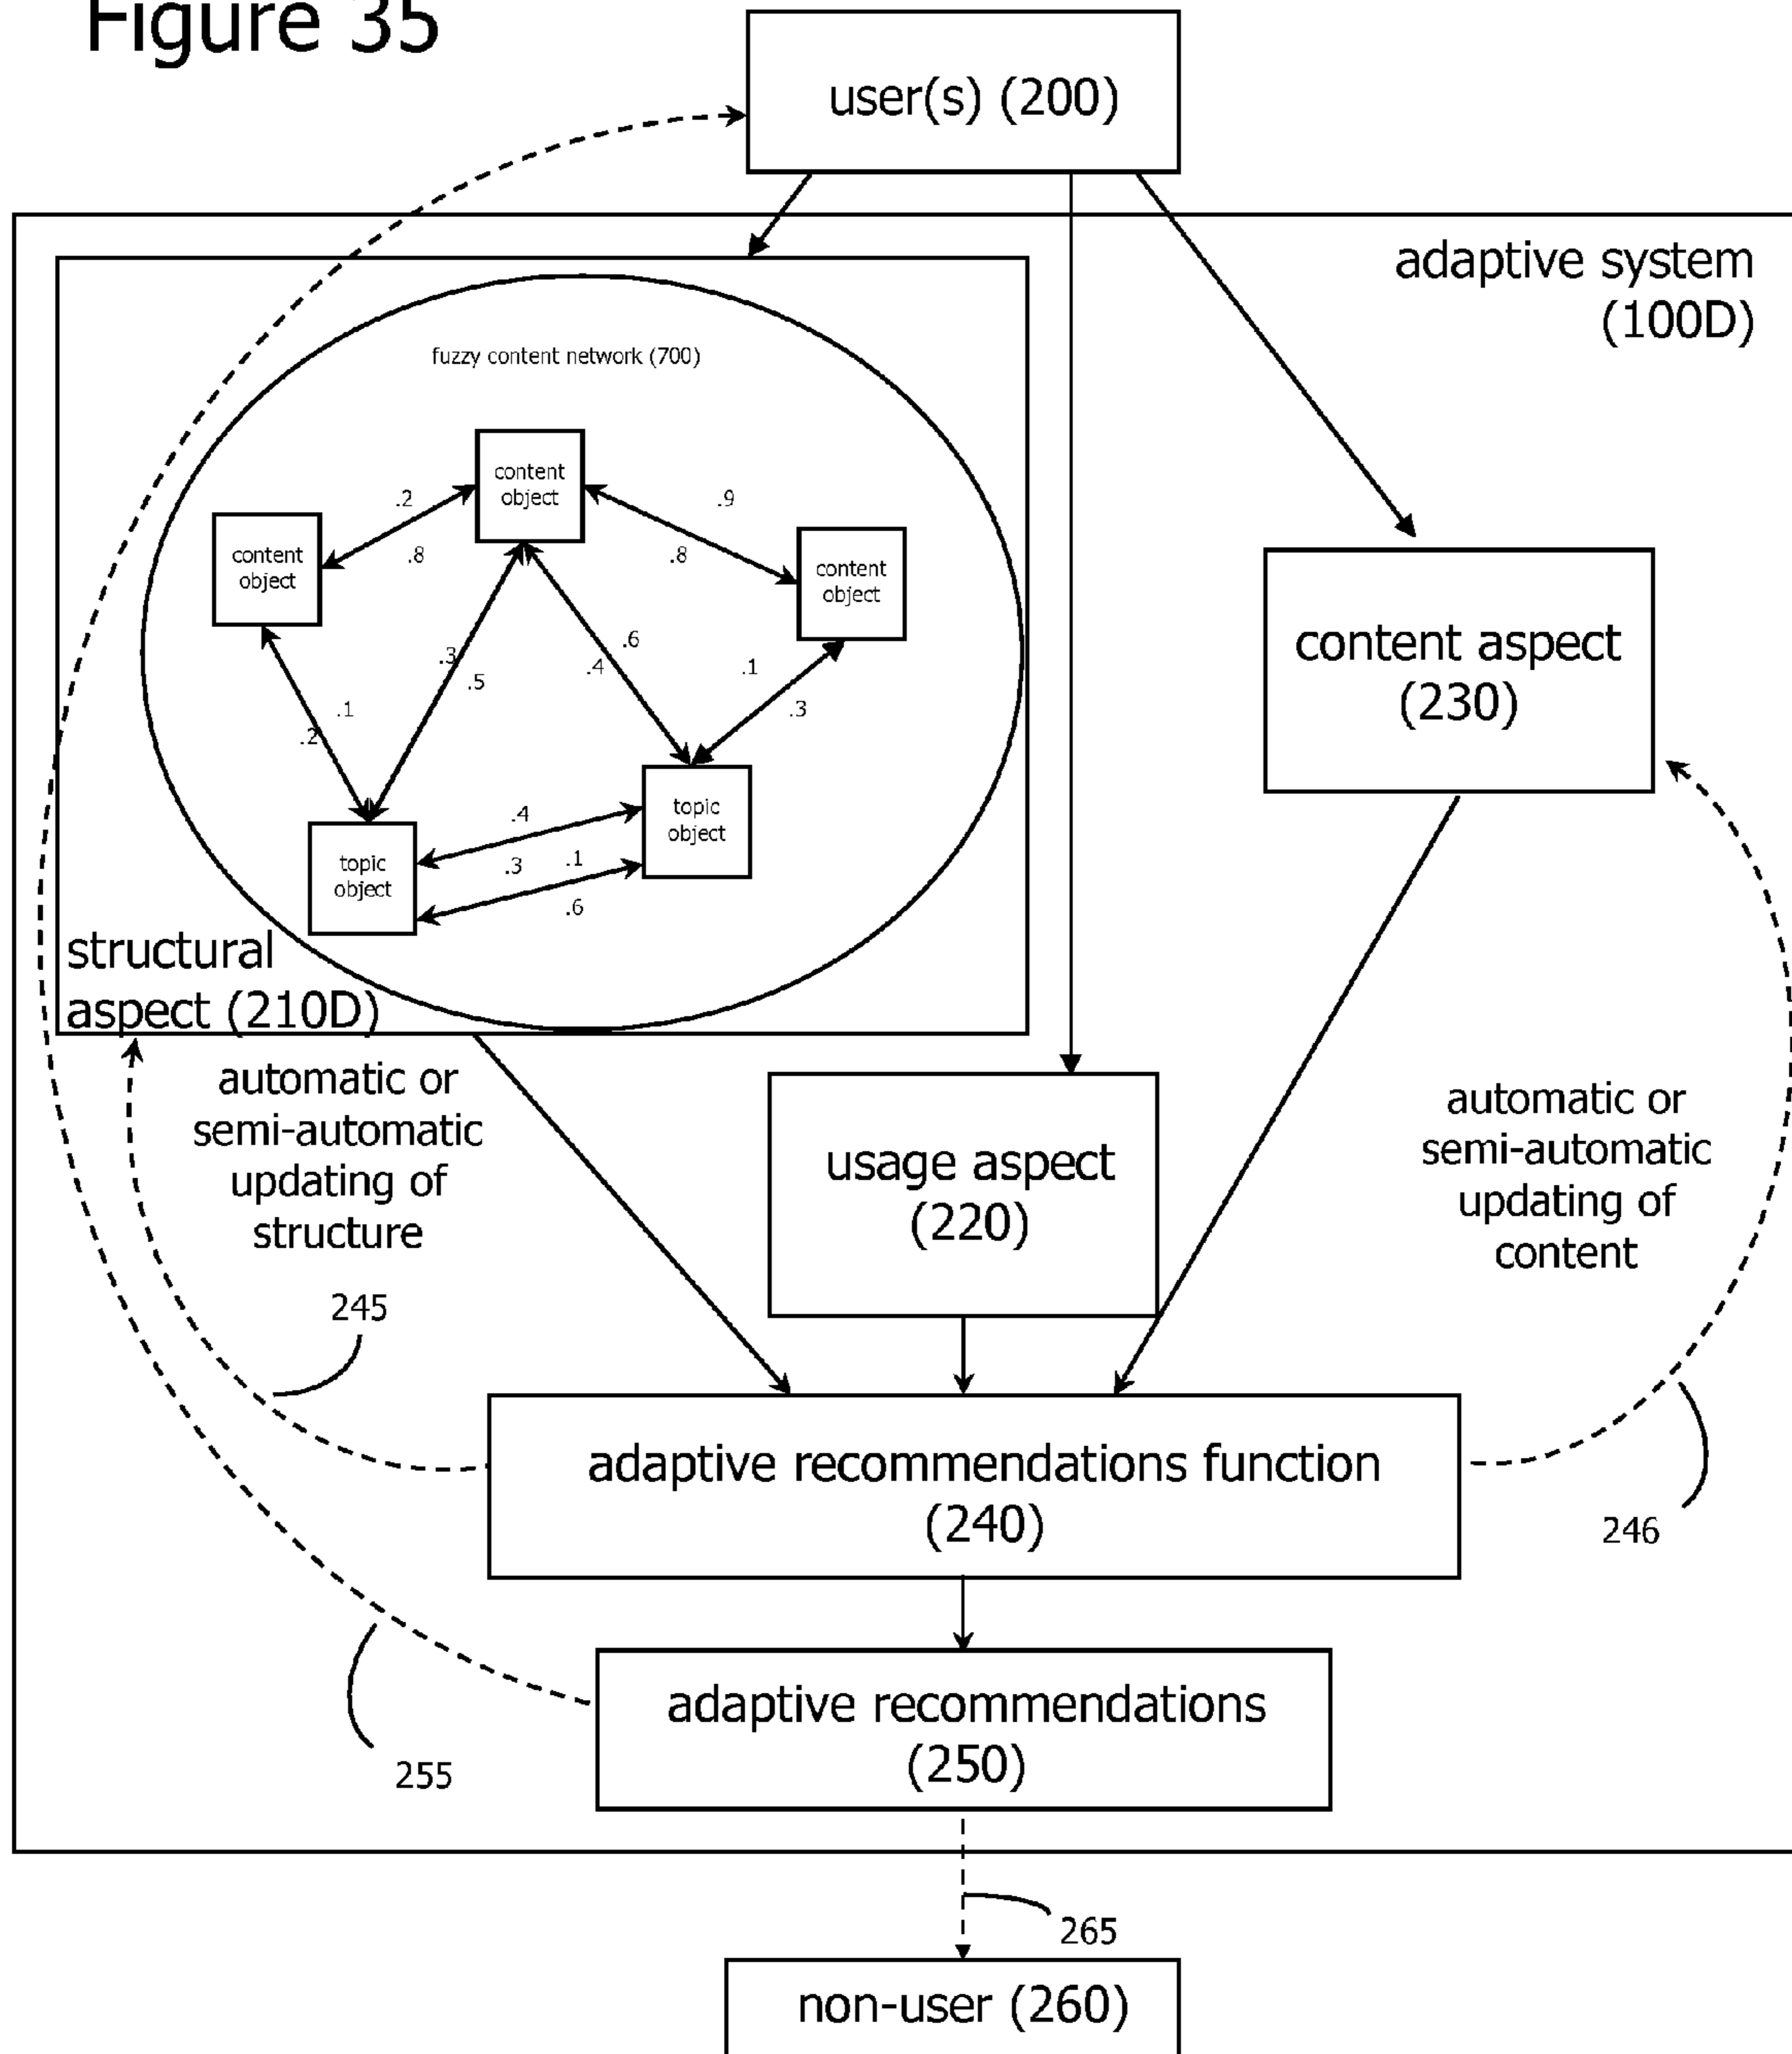 Figure 35
user(s) (200)
adaptive system
(100D)
fuzzy content network (700)
content
object
.2
.9
content
object
.8
.8
content
object
content aspect
(230)
.6
.3
.4
.1
.5
.1
.3
.2
topic
object
.4
topic
object
.3
.1
.6
structural
aspect (210D)
automatic or
semi-automatic
updating of
structure
usage aspect
(220)
automatic or
semi-automatic
updating of
content
245
adaptive recommendations function
(240)
246
adaptive recommendations
(250)
255
265
non-user (260)